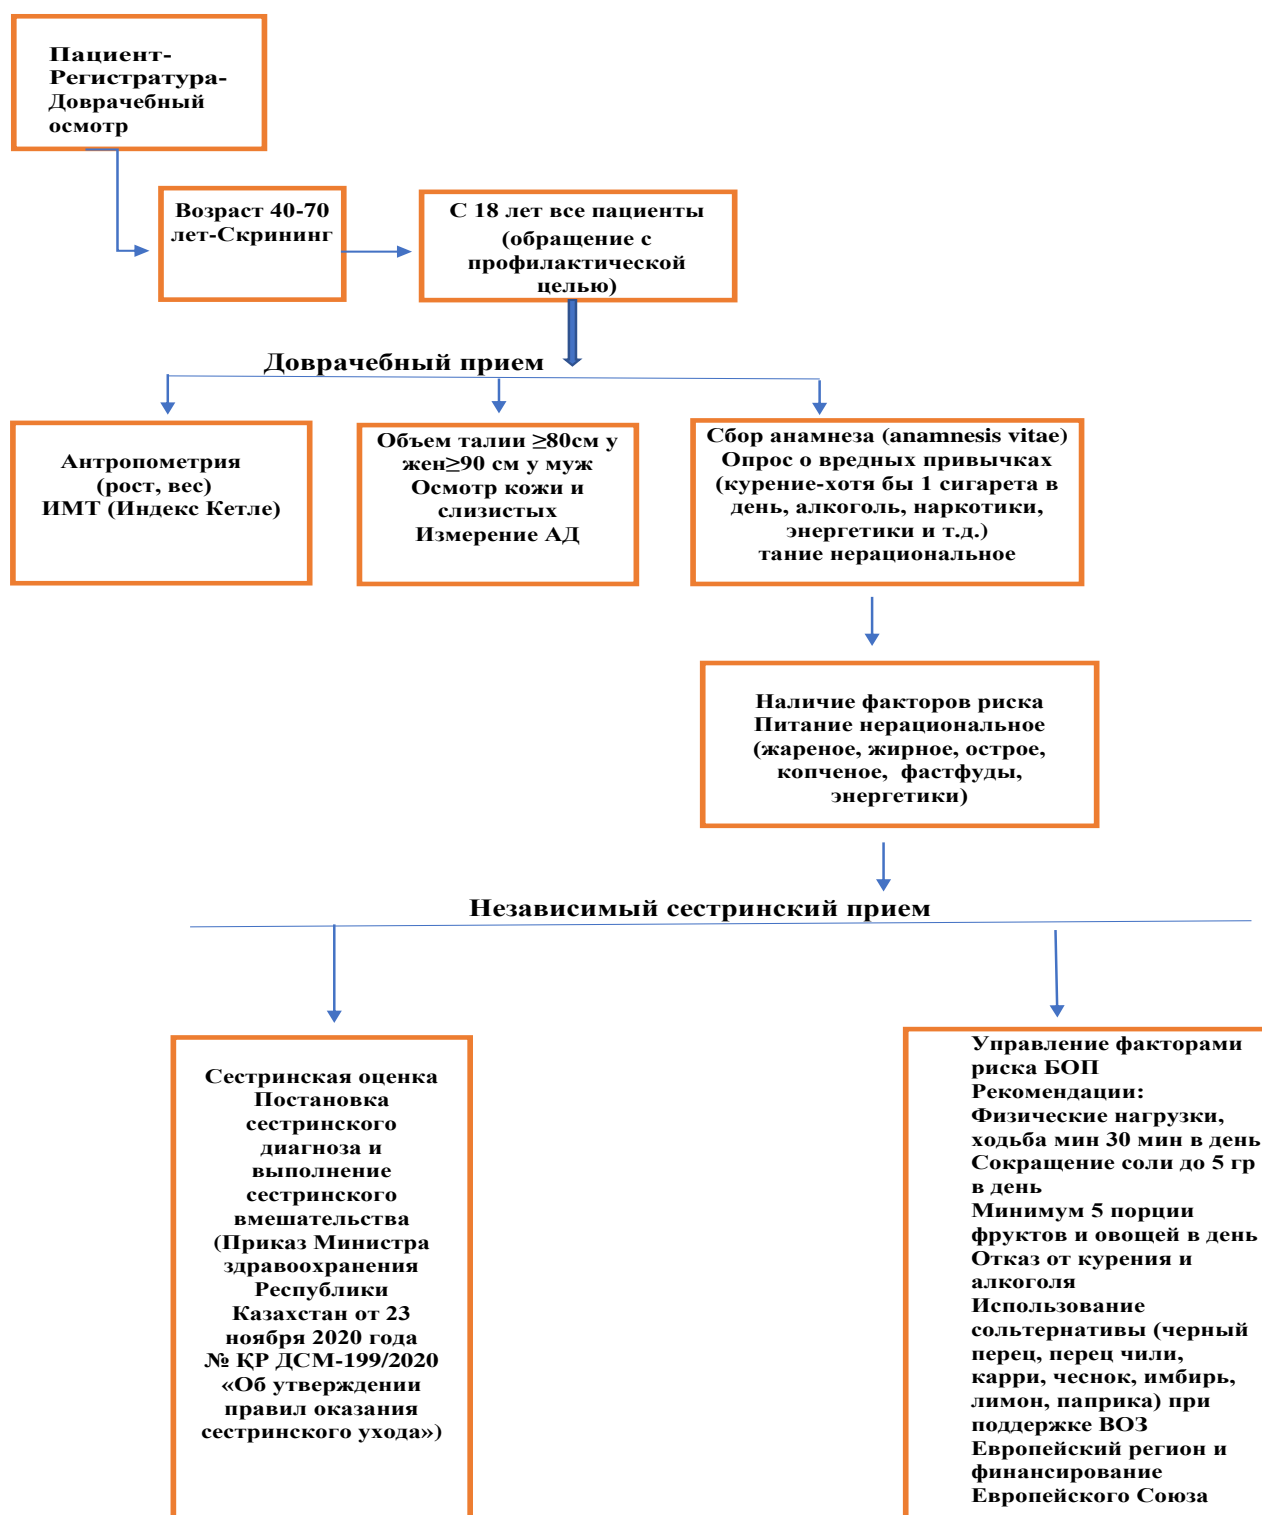 Пациент-
Регистратура-
Доврачебный
осмотр
Возраст 40-70
лет-Скрининг
С 18 лет все пациенты
(обращение с
профилактической
целью)
Доврачебный прием
Антропометрия
(рост, вес)
ИМТ (Индекс Кетле)
Объем талии ≥80см у
жен≥90 см у муж
Осмотр кожи и
слизистых
Измерение АД
Сбор анамнеза (anamnesis vitae)
Опрос о вредных привычках
(курение-хотя бы 1 сигарета в
день, алкоголь, наркотики,
энергетики и т.д.)
тание нерациональное
Наличие факторов риска
Питание нерациональное
(жареное, жирное, острое,
копченое, фастфуды,
энергетики)
Независимый сестринский прием
Сестринская оценка
Постановка
сестринского
диагноза и
выполнение
сестринского
вмешательства
(Приказ Министра
здравоохранения
Республики
Казахстан от 23
ноября 2020 года
№ ҚР ДСМ-199/2020
«Об утверждении
правил оказания
сестринского ухода»)
Управление факторами
риска БОП
Рекомендации:
Физические нагрузки,
ходьба мин 30 мин в день
Сокращение соли до 5 гр
в день
Минимум 5 порции
фруктов и овощей в день
Отказ от курения и
алкоголя
Использование
сольтернативы (черный
перец, перец чили,
карри, чеснок, имбирь,
лимон, паприка) при
поддержке ВОЗ
Европейский регион и
финансирование
Европейского Союза